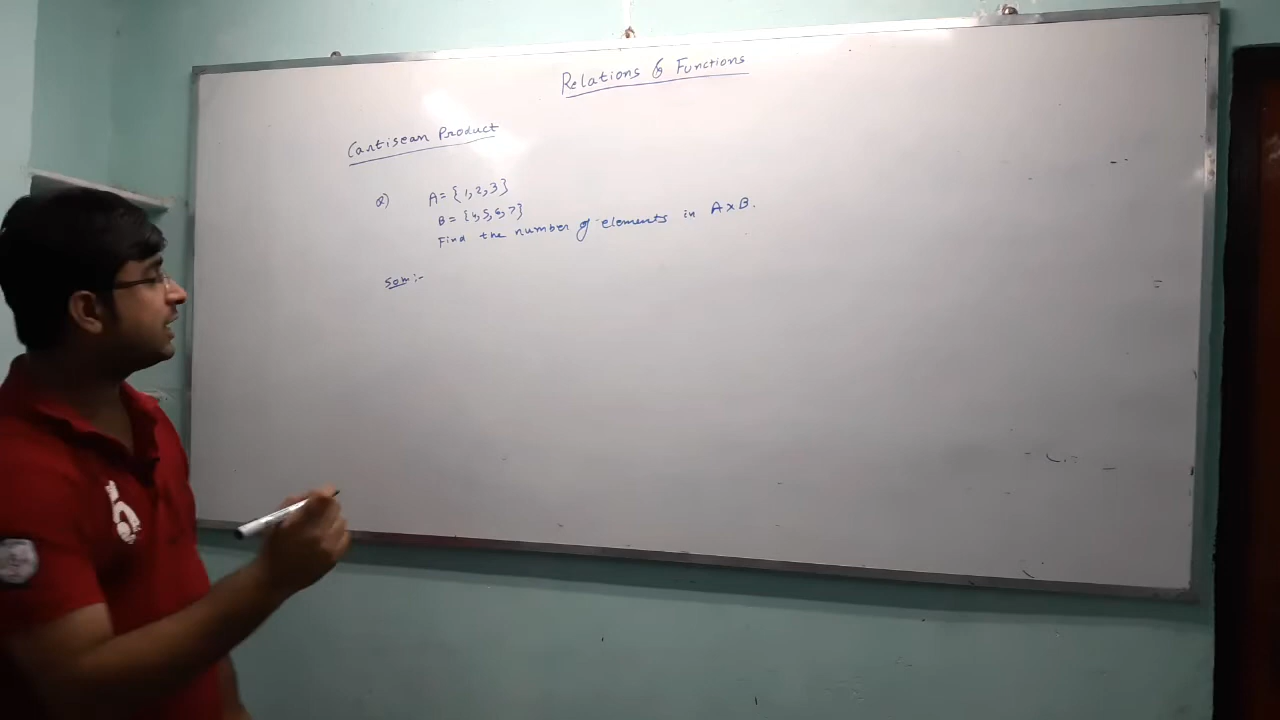 Relations & Functions
Cartisean Product
Q) A = {1,2,3}
B = {4,5,6,7}
Find the number of elements in A×B.
Som:-